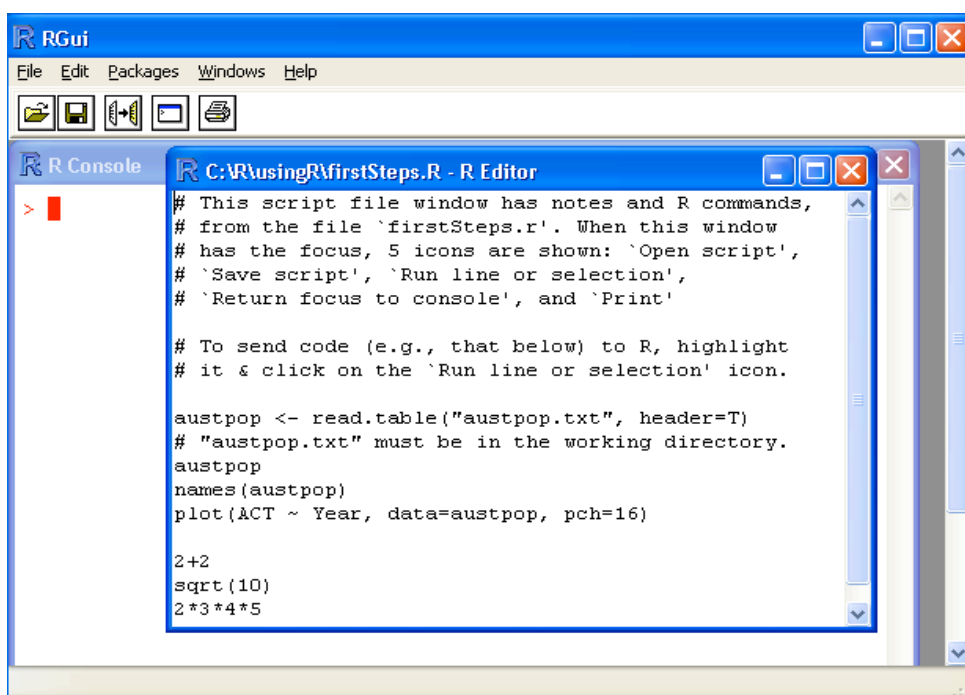 RGui
File Edit Packages Windows Help
R Console
C:\R\usingR\firstSteps.R - R Editor
>
# This script file window has notes and R commands,
# from the file `firstSteps.r'. When this window
# has the focus, 5 icons are shown: `Open script',
# `Save script', `Run line or selection',
# `Return focus to console', and `Print'
# To send code (e.g., that below) to R, highlight
# it & click on the `Run line or selection' icon.
austpop <- read.table("austpop.txt", header=T)
# "austpop.txt" must be in the working directory.
austpop
names(austpop)
plot(ACT ~ Year, data=austpop, pch=16)
2+2
sqrt(10)
2*3*4*5